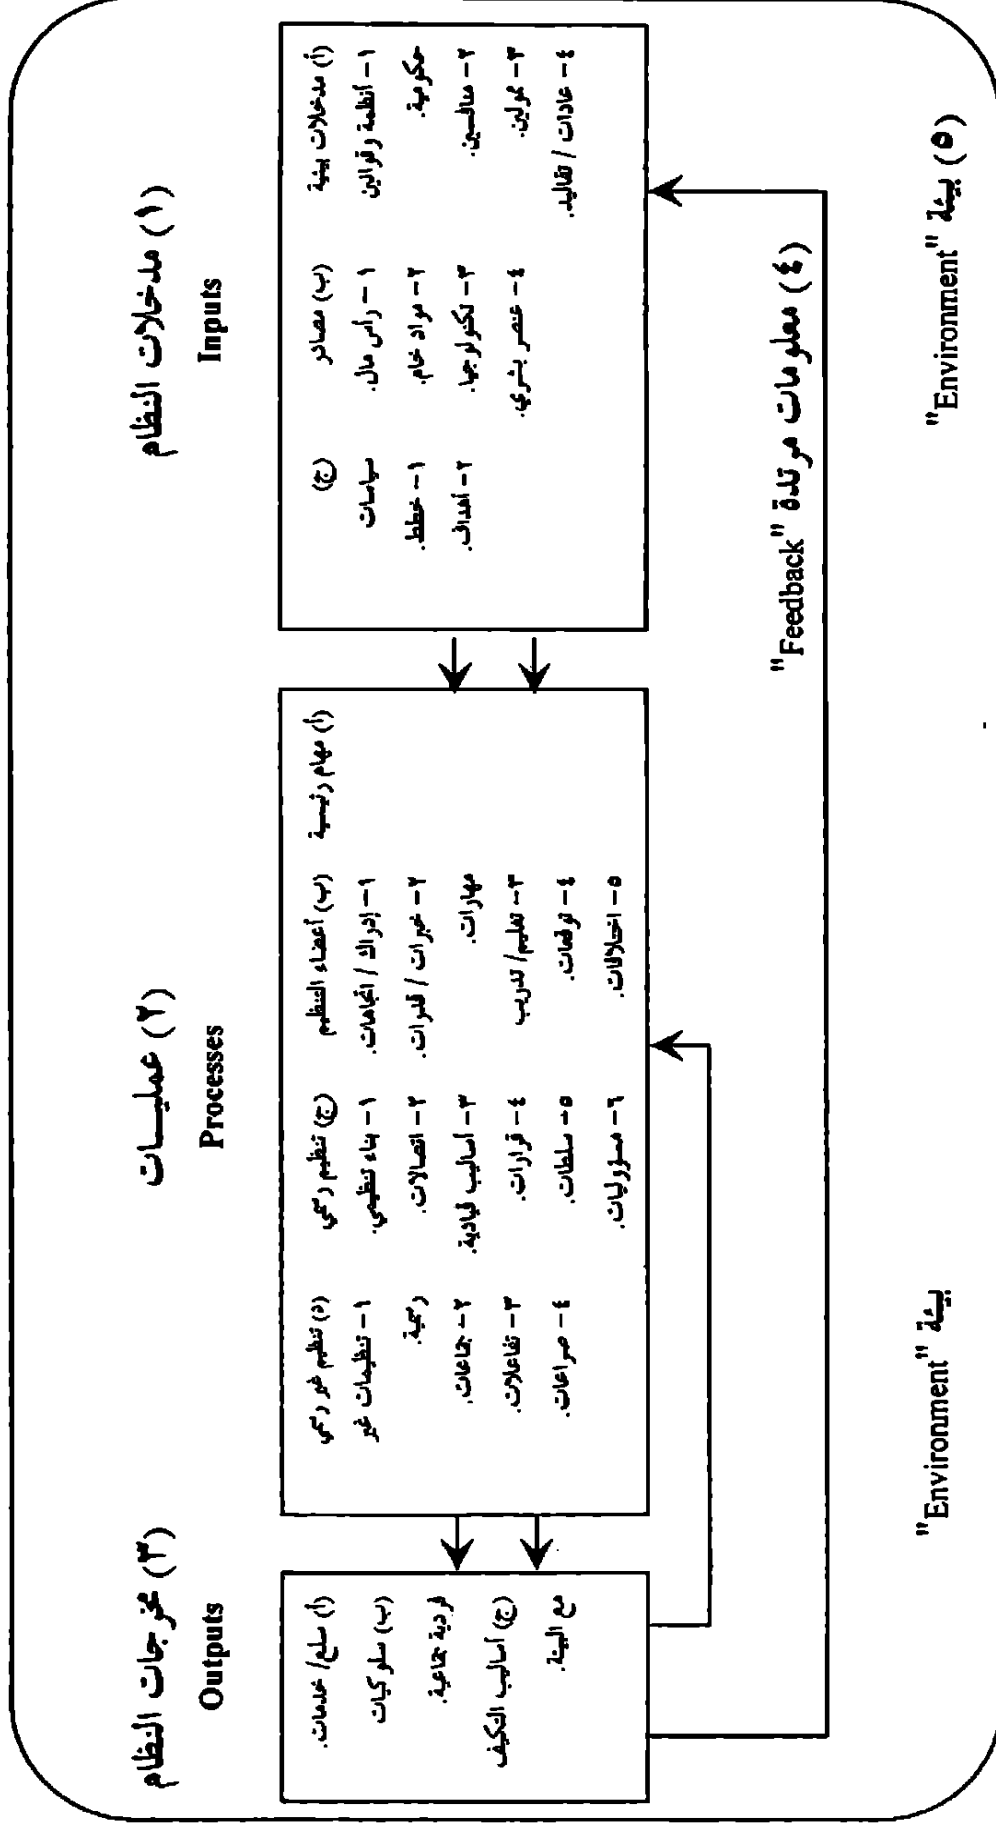 (١) مدخلات النظام
Inputs
(أ) مدخلات بيئية
١- أنظمة وقوانين
حكومية.
٢- منافسين.
٣- ممولين.
٤- عادات / تقاليد.
(ب) مصادر
١- رأس مال.
٢- مواد خام.
٣- تكنولوجيا.
٤- عنصر بشري.
(ج)
سياسات
١- خطط.
٢- أهداف.
(٢) عمليات
Processes
(أ) مهام رئيسية
(ب) أعضاء التنظيم
١- إدراك / اتجاهات.
٢- خبرات / قدرات.
مهارات.
٣- تعليم/ تدريب
٤- توقعات.
٥- اختلافات.
(ج) تنظيم رسمي
١- بناء تنظيمي.
٢- اتصالات.
٣- أساليب قيادية.
٤- قرارات.
٥- سلطات.
٦- مسؤوليات.
(د) تنظيم غير رسمي
١- تنظيمات غير
رسمية.
٢- جماعات.
٣- تفاعلات.
٤- صراعات.
(٣) مخرجات النظام
Outputs
(أ) سلع/ خدمات.
(ب) سلوكيات
فردية جماعية.
(ج) أساليب التكيف
مع البيئة.
(٤) معلومات مرتدة "Feedback"
(٥) بيئة "Environment"
بيئة "Environment"